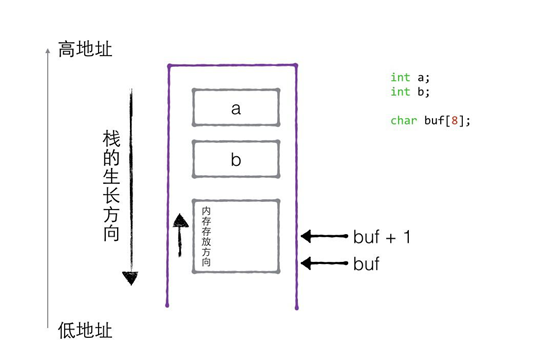 高地址
栈的生长方向
低地址
a
b
内存存放方向
buf + 1
buf
int a;
int b;
char buf[8];